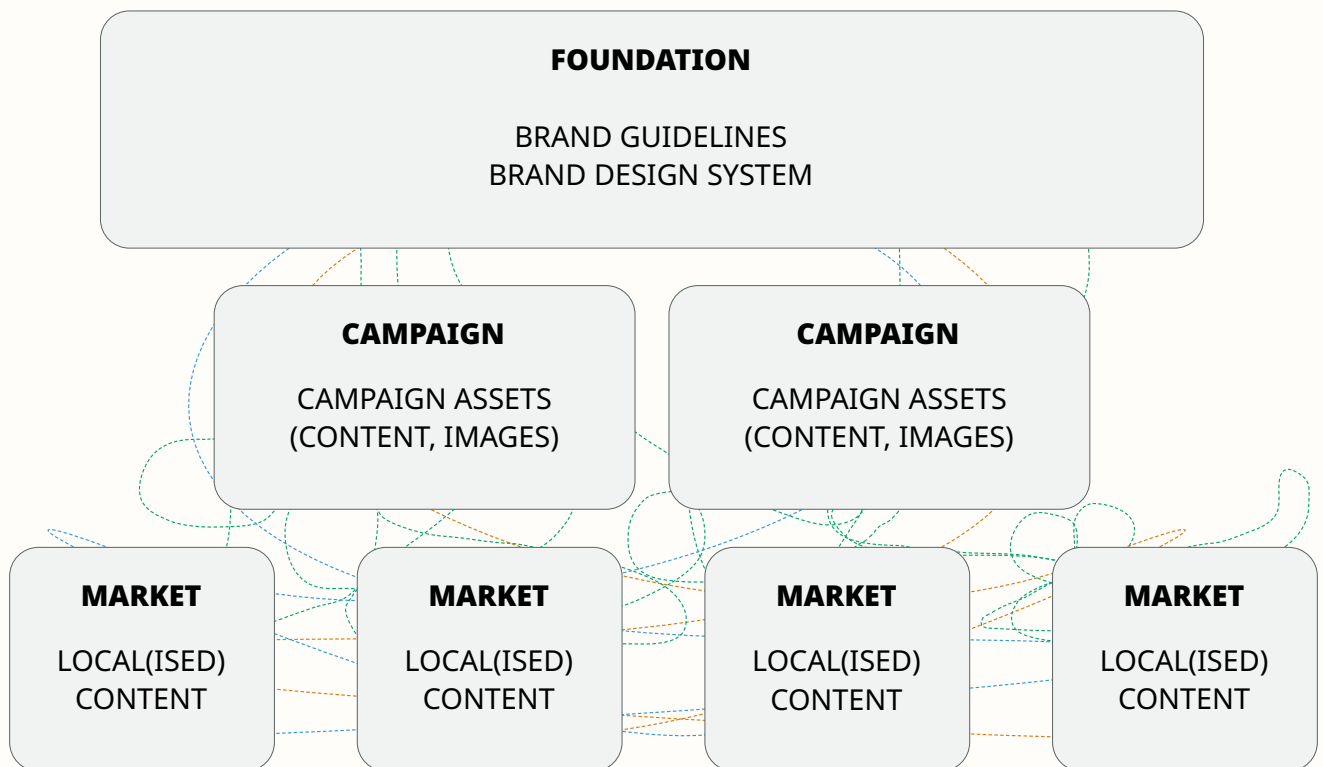 FOUNDATION
BRAND GUIDELINES
BRAND DESIGN SYSTEM
CAMPAIGN
CAMPAIGN ASSETS
(CONTENT, IMAGES)
CAMPAIGN
CAMPAIGN ASSETS
(CONTENT, IMAGES)
MARKET
LOCAL(ISED)
CONTENT
MARKET
LOCAL(ISED)
CONTENT
MARKET
LOCAL(ISED)
CONTENT
MARKET
LOCAL(ISED)
CONTENT